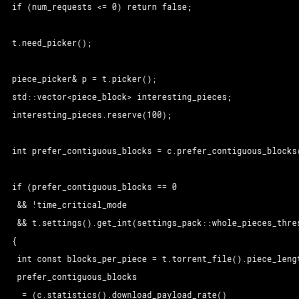 if (num_requests <= 0) return false;
t.need_picker();
piece_picker& p = t.picker();
std::vector<piece_block> interesting_pieces;
interesting_pieces.reserve(100);
int prefer_contiguous_blocks = c.prefer_contiguous_blocks(
if (prefer_contiguous_blocks == 0
&& !time_critical_mode
&& t.settings().get_int(settings_pack::whole_pieces_thres
{
int const blocks_per_piece = t.torrent_file().piece_lengt
prefer_contiguous_blocks
= (c.statistics().download_payload_rate()